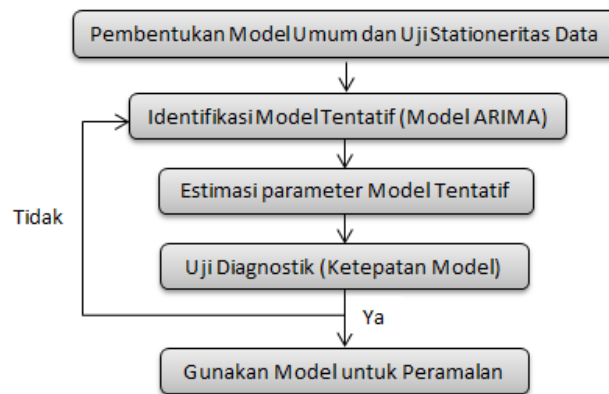 Pembentukan Model Umum dan Uji Stationeritas Data
Identifikasi Model Tentatif (Model ARIMA)
Estimasi parameter Model Tentatif
Tidak
Uji Diagnostik (Ketepatan Model)
Ya
Gunakan Model untuk Peramalan